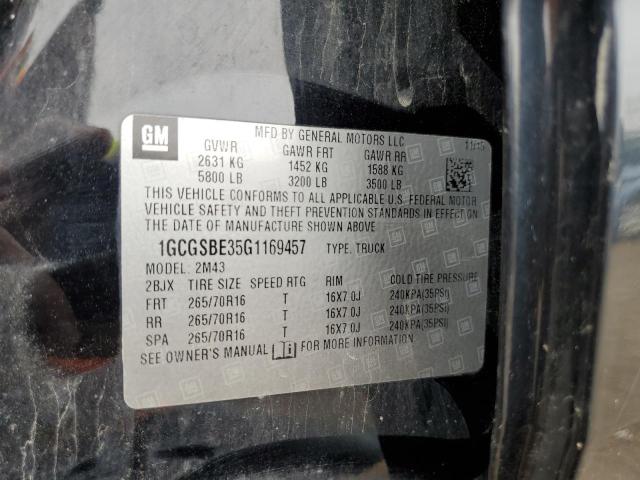 GM
MFD BY GENERAL MOTORS LLC
11/15
GVWR GAWR FRT GAWR RR
2631 KG 1452 KG 1588 KG
5800 LB 3200 LB 3500 LB
THIS VEHICLE CONFORMS TO ALL APPLICABLE U.S. FEDERAL MOTOR
VEHICLE SAFETY AND THEFT PREVENTION STANDARDS IN EFFECT
ON THE DATE OF MANUFACTURE SHOWN ABOVE
1GCGSBE35G1169457 TYPE: TRUCK
MODEL: 2M43
2BJX TIRE SIZE SPEED RTG RIM COLD TIRE PRESSURE
FRT 265/70R16 T 16X7.0J 240KPA(35PSI)
RR 265/70R16 T 16X7.0J 240KPA(35PSI)
SPA 265/70R16 T 16X7.0J 240KPA(35PSI)
SEE OWNER'S MANUAL FOR MORE INFORMATION